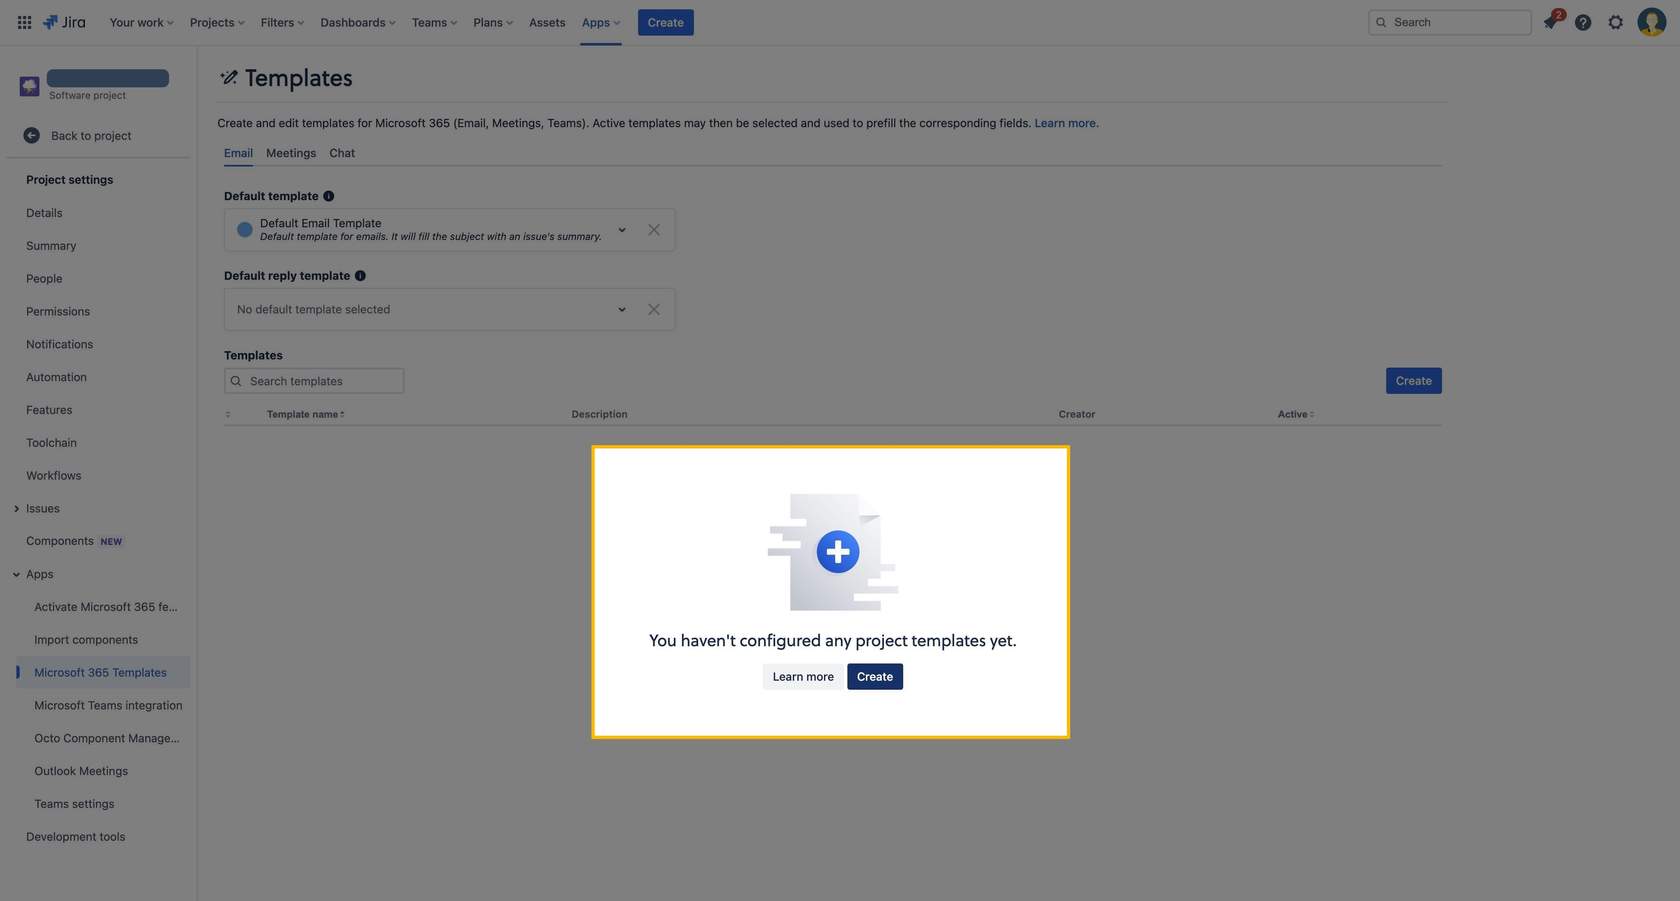 Jira
Your work
Projects
Filters
Dashboards
Teams
Plans
Assets
Apps
Create
Search
2
Software project
Back to project
Project settings
Details
Summary
People
Permissions
Notifications
Automation
Features
Toolchain
Workflows
Issues
Components NEW
Apps
Activate Microsoft 365 fe...
Import components
Microsoft 365 Templates
Microsoft Teams integration
Octo Component Manage...
Outlook Meetings
Teams settings
Development tools
Templates
Create and edit templates for Microsoft 365 (Email, Meetings, Teams). Active templates may then be selected and used to prefill the corresponding fields. Learn more.
Email
Meetings
Chat
Default template
Default Email Template
Default template for emails. It will fill the subject with an issue's summary.
Default reply template
No default template selected
Templates
Search templates
Create
Template name
Description
Creator
Active
You haven't configured any project templates yet.
Learn more
Create